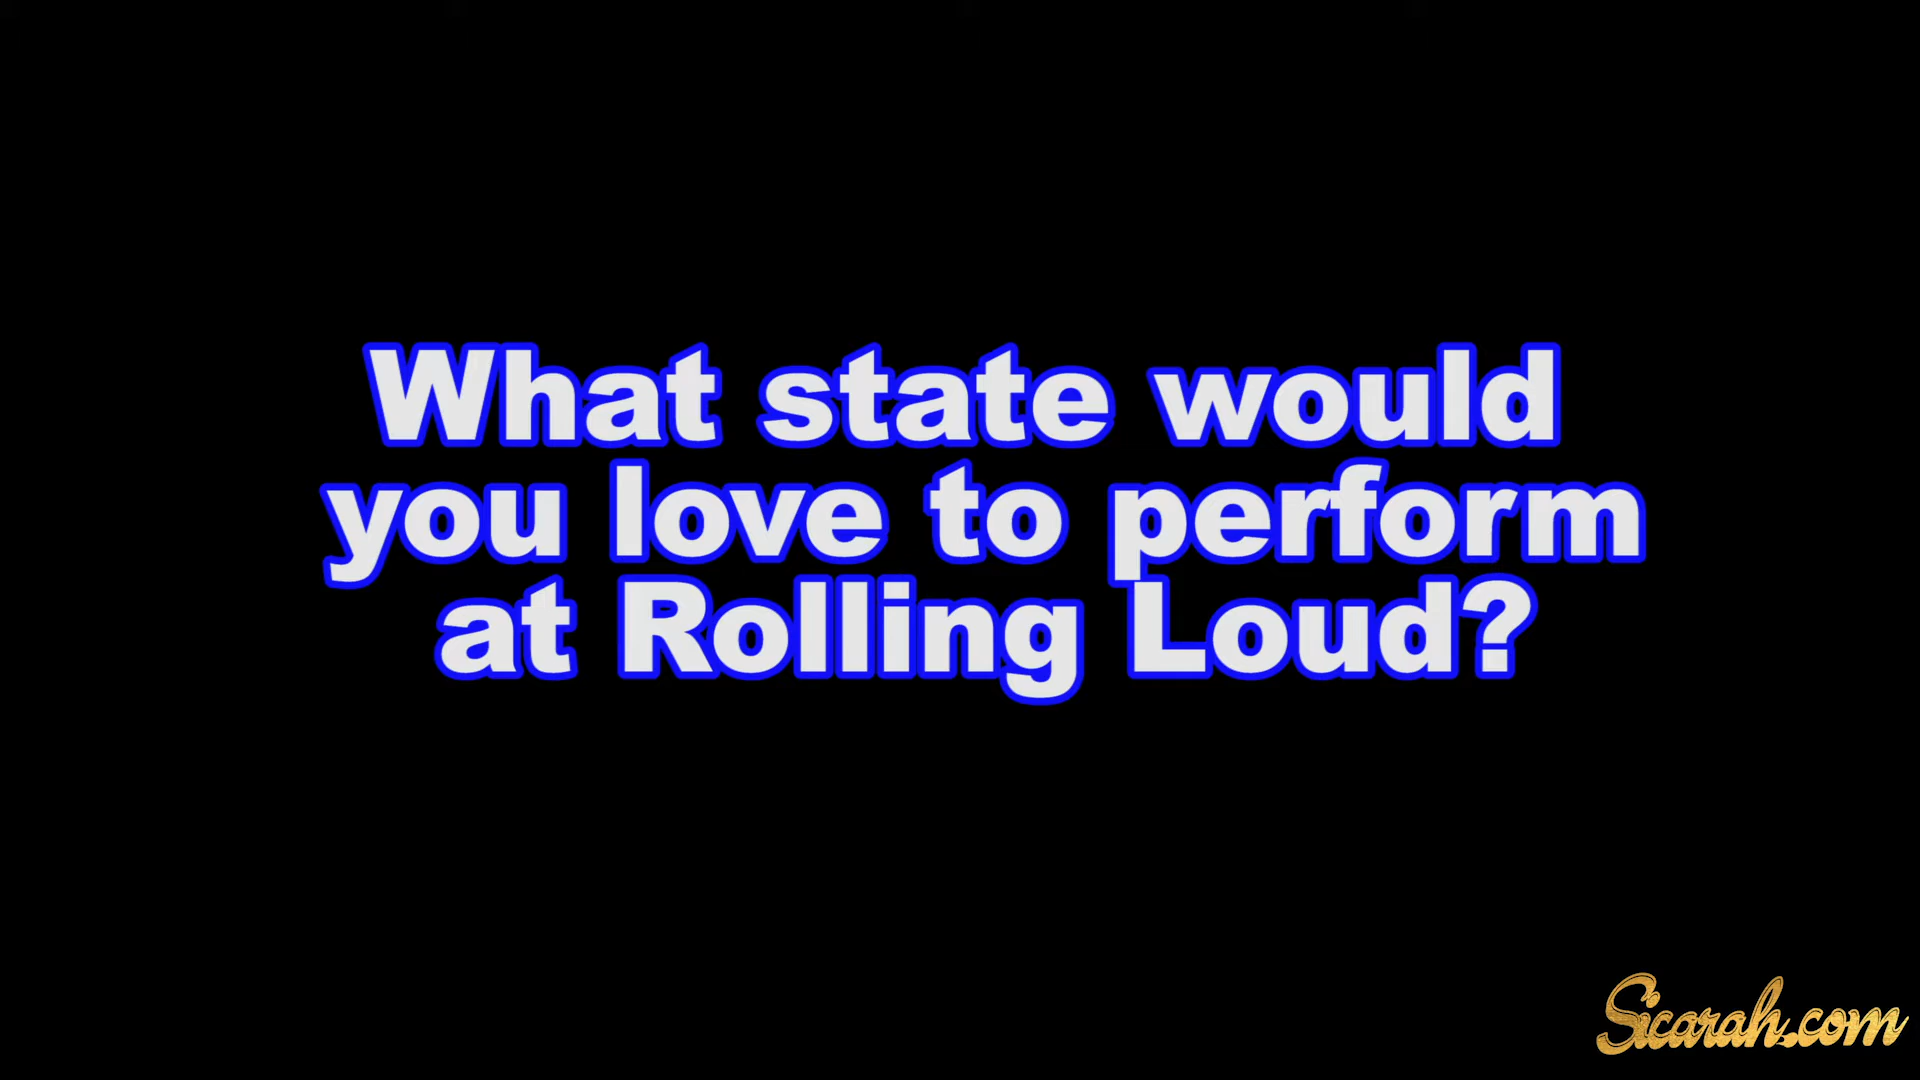 What state would
you love to perform
at Rolling Loud?
Sicarah.com